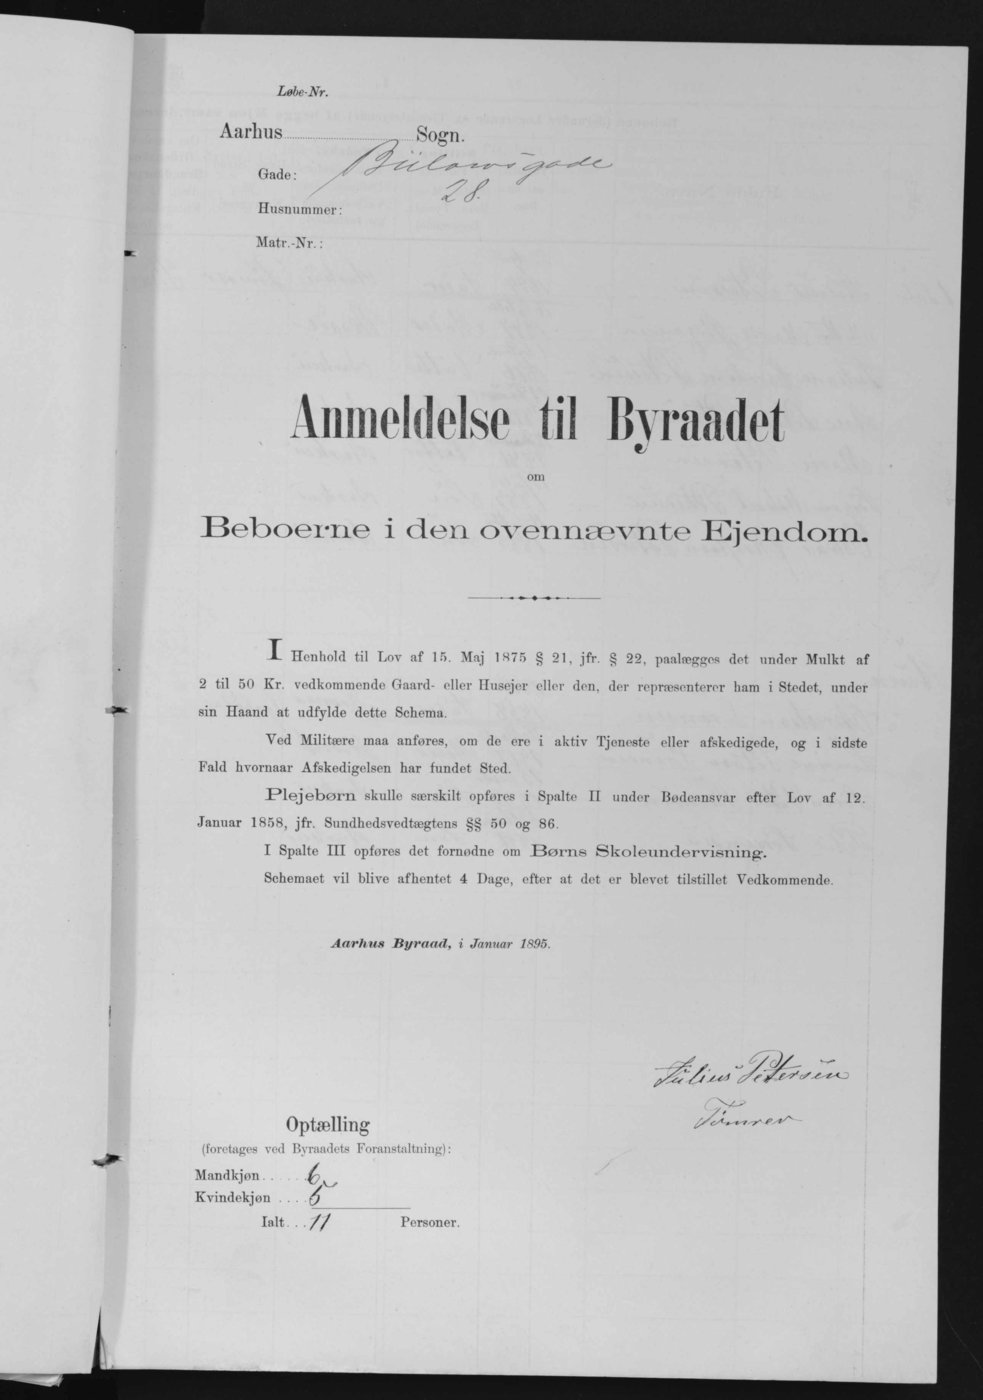 Løbe-Nr.
Aarhus Sogn.
Gade: Bülowsgade
28.
Husnummer:
Matr.-Nr.:
Anmeldelse til Byraadet
om
Beboerne i den ovennævnte Ejendom.
I Henhold til Lov af 15. Maj 1875 § 21, jfr. § 22, paalægges det under Mulkt af
2 til 50 Kr. vedkommende Gaard- eller Husejer eller den, der repræsenterer ham i Stedet, under
sin Haand at udfylde dette Schema.
Ved Militære maa anføres, om de ere i aktiv Tjeneste eller afskedigede, og i sidste
Fald hvornaar Afskedigelsen har fundet Sted.
Plejebørn skulle særskilt opføres i Spalte II under Bødeansvar efter Lov af 12.
Januar 1858, jfr. Sundhedsvedtægtens §§ 50 og 86.
I Spalte III opføres det fornødne om Børns Skoleundervisning.
Schemaet vil blive afhentet 4 Dage, efter at det er blevet tilstillet Vedkommende.
Aarhus Byraad, i Januar 1895.
Julius Petersen
Tømrer
Optælling
(foretages ved Byraadets Foranstaltning):
Mandkjøn ..... 6
Kvindekjøn .... 5
Ialt... 11 Personer.